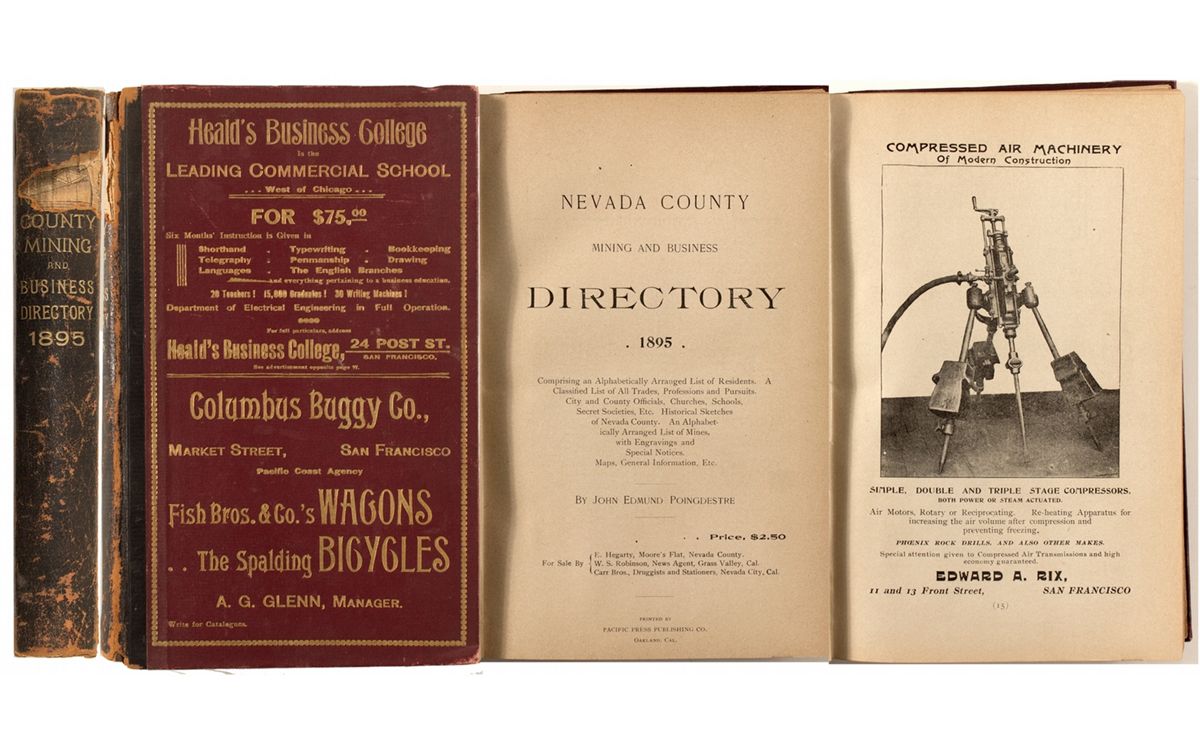 COUNTY
MINING
AND
BUSINESS
DIRECTORY
1895
Heald's Business College
Is the
LEADING COMMERCIAL SCHOOL
... West of Chicago ...
FOR $75.00
Six Months' Instruction is Given in
Shorthand . Typewriting . Bookkeeping
Telegraphy . Penmanship . Drawing
Languages . The English Branches
and everything pertaining to a business education.
20 Teachers! 15,000 Graduates! 30 Writing Machines!
Department of Electrical Engineering in Full Operation.
For full particulars, address
Heald's Business College, 24 POST ST.
SAN FRANCISCO.
See advertisement opposite page
Columbus Buggy Co.,
MARKET STREET, SAN FRANCISCO
Pacific Coast Agency
Fish Bros. & Co.'s WAGONS
. . The Spalding BICYCLES
A. G. GLENN, MANAGER.
Write for Catalogues.
NEVADA COUNTY
MINING AND BUSINESS
DIRECTORY
. 1895 .
Comprising an Alphabetically Arranged List of Residents. A
Classified List of All Trades, Professions and Pursuits.
City and County Officials, Churches, Schools,
Secret Societies, Etc. Historical Sketches
of Nevada County. An Alphabet-
ically Arranged List of Mines,
with Engravings and
Special Notices.
Maps, General Information, Etc.
BY JOHN EDMUND POINGDESTRE
. . . Price, $2.50
For Sale By { E. Hegarty, Moore's Flat, Nevada County.
W. S. Robinson, News Agent, Grass Valley, Cal.
Carr Bros., Druggists and Stationers, Nevada City, Cal.
PRINTED BY
PACIFIC PRESS PUBLISHING CO.
OAKLAND, CAL.
COMPRESSED AIR MACHINERY
Of Modern Construction
SIMPLE, DOUBLE AND TRIPLE STAGE COMPRESSORS.
BOTH POWER OR STEAM ACTUATED.
Air Motors, Rotary or Reciprocating. Re-heating Apparatus for
increasing the air volume after compression and
preventing freezing.
PHŒNIX ROCK DRILLS, AND ALSO OTHER MAKES.
Special attention given to Compressed Air Transmissions and high
economy guaranteed.
EDWARD A. RIX,
11 and 13 Front Street, SAN FRANCISCO
(15)